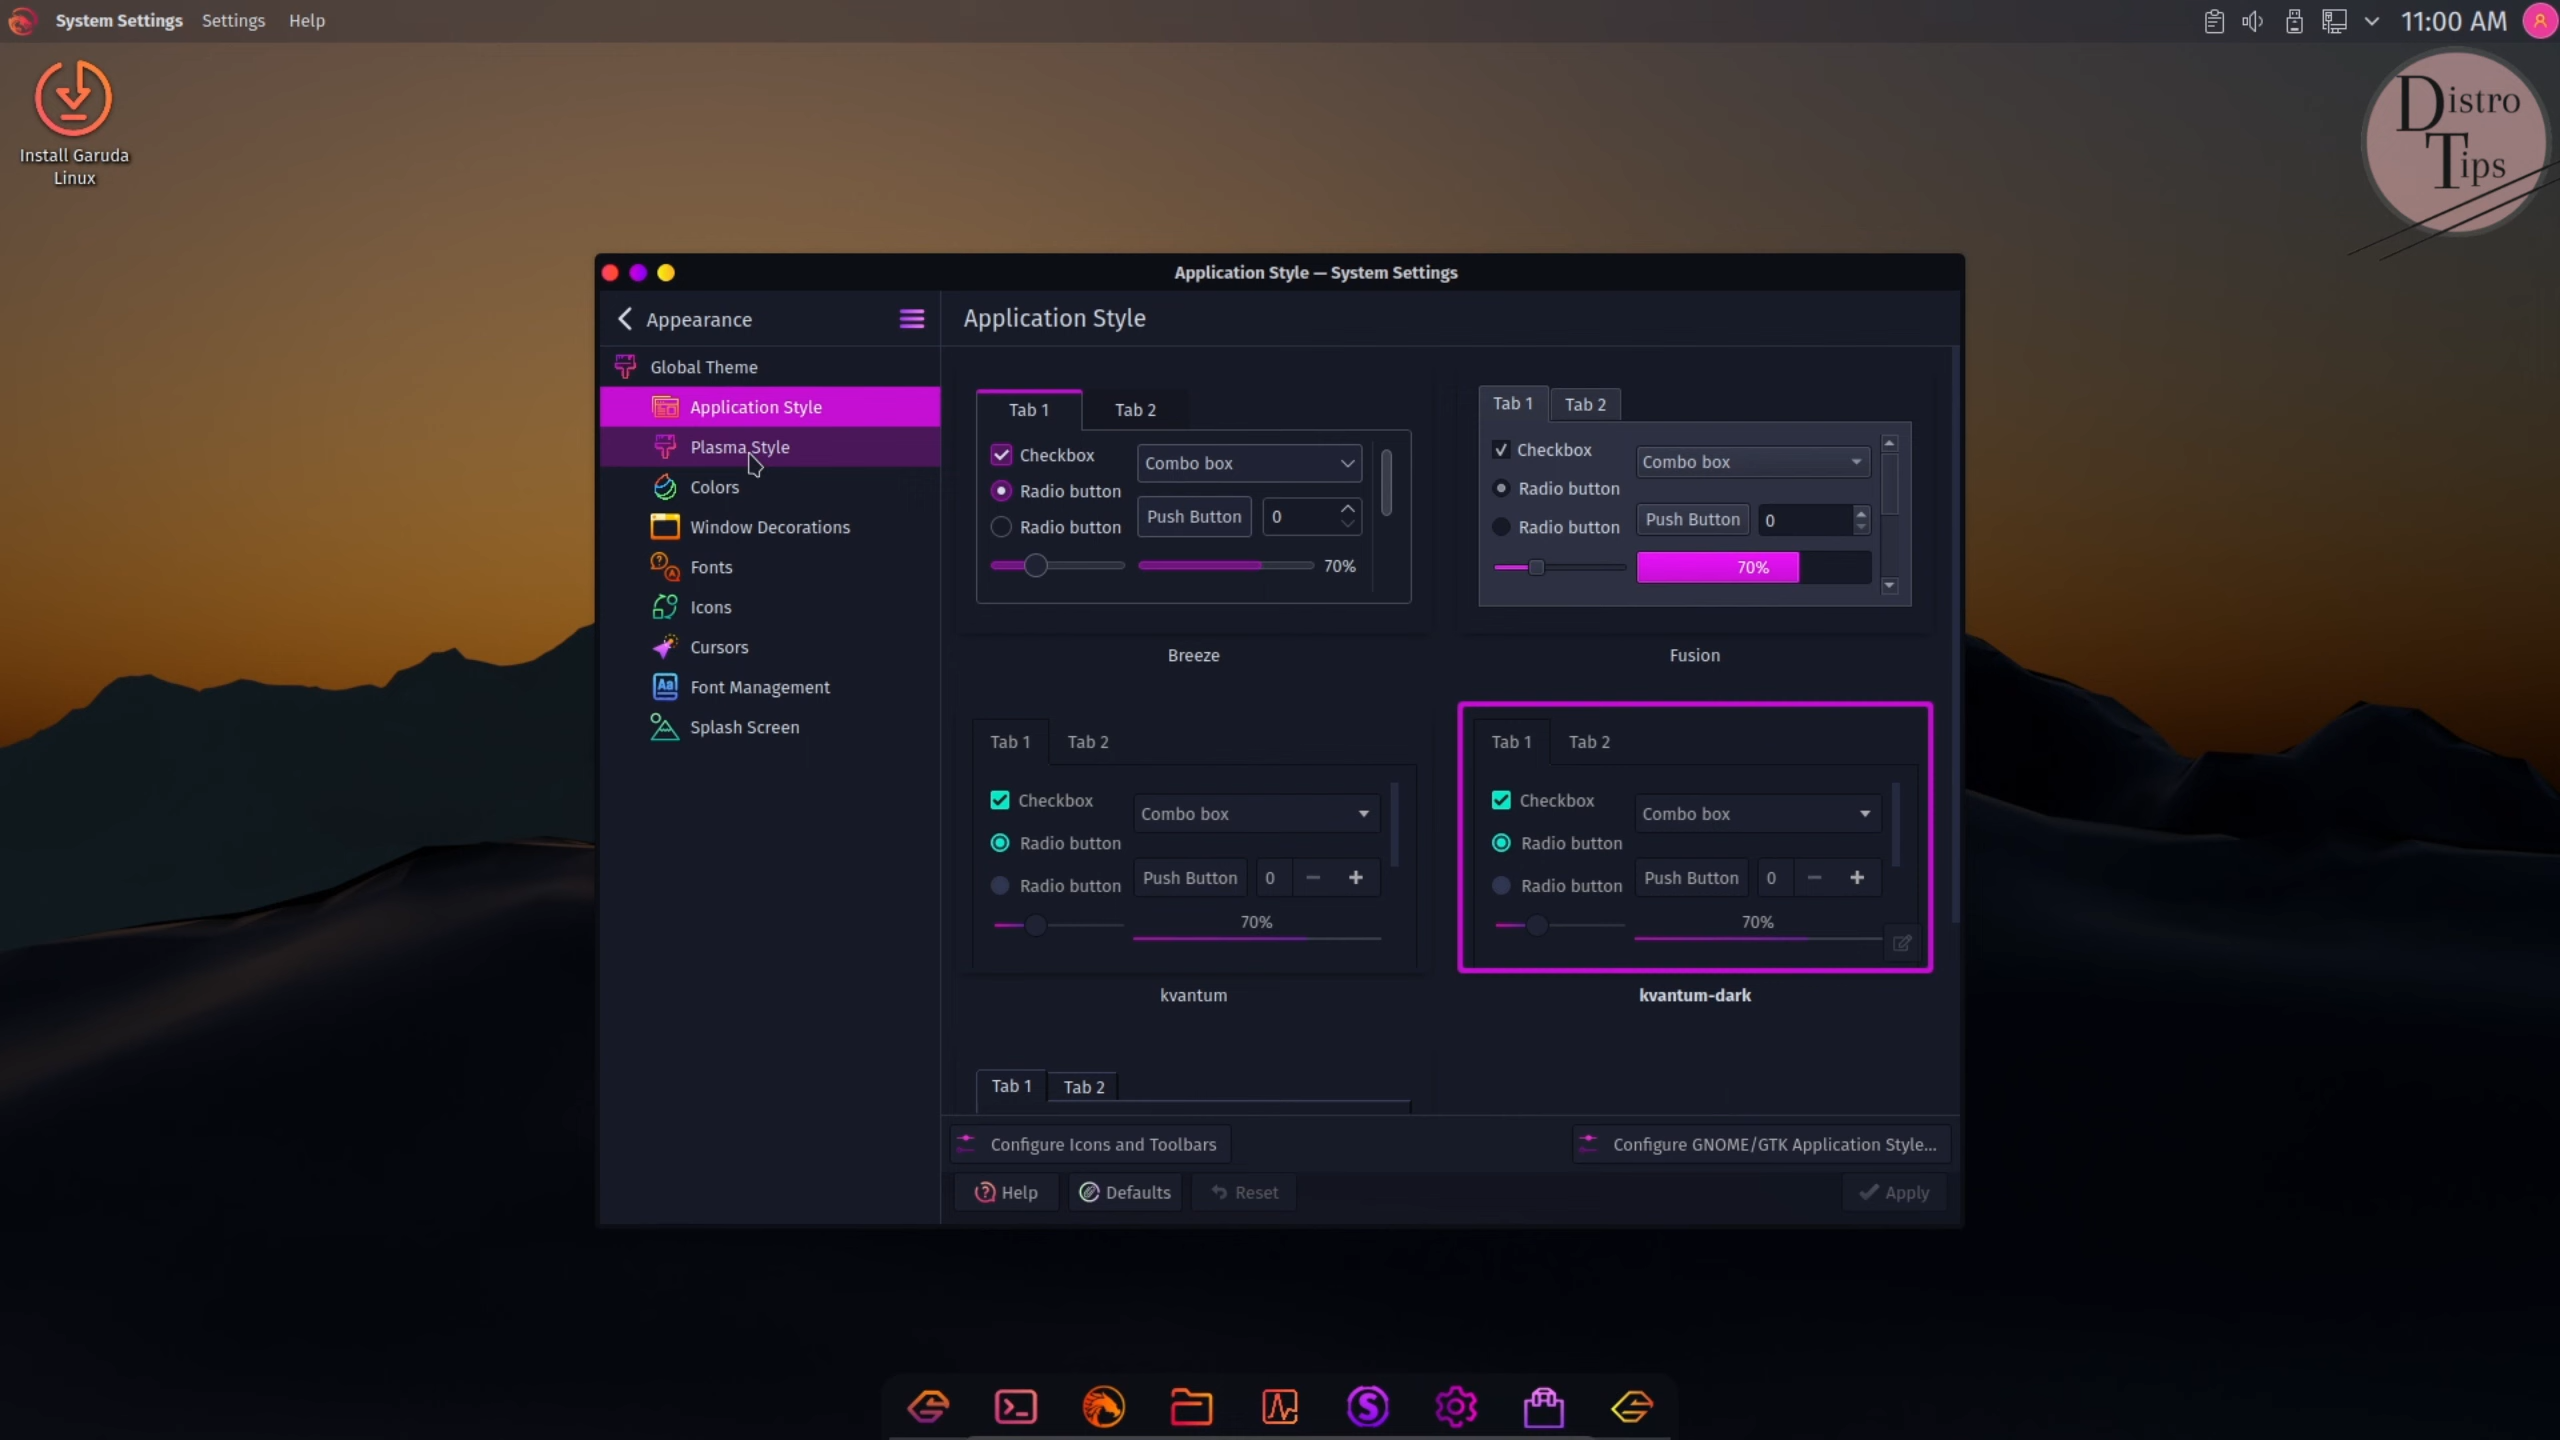 System Settings Settings Help 11:00 AM
Install Garuda
Linux
Distro
Tips
Application Style — System Settings
Appearance
Application Style
Global Theme
Application Style
Plasma Style
Colors
Window Decorations
Fonts
Icons
Cursors
Font Management
Splash Screen
Tab 1 Tab 2
Checkbox Combo box
Radio button
Push Button 0
Radio button
70%
Breeze
Tab 1 Tab 2
Checkbox Combo box
Radio button
Push Button 0
Radio button
70%
Fusion
Tab 1 Tab 2
Checkbox Combo box
Radio button
Push Button 0
Radio button
70%
kvantum
Tab 1 Tab 2
Checkbox Combo box
Radio button
Push Button 0
Radio button
70%
kvantum-dark
Tab 1 Tab 2
Configure Icons and Toolbars Configure GNOME/GTK Application Style...
Help Defaults Reset Apply